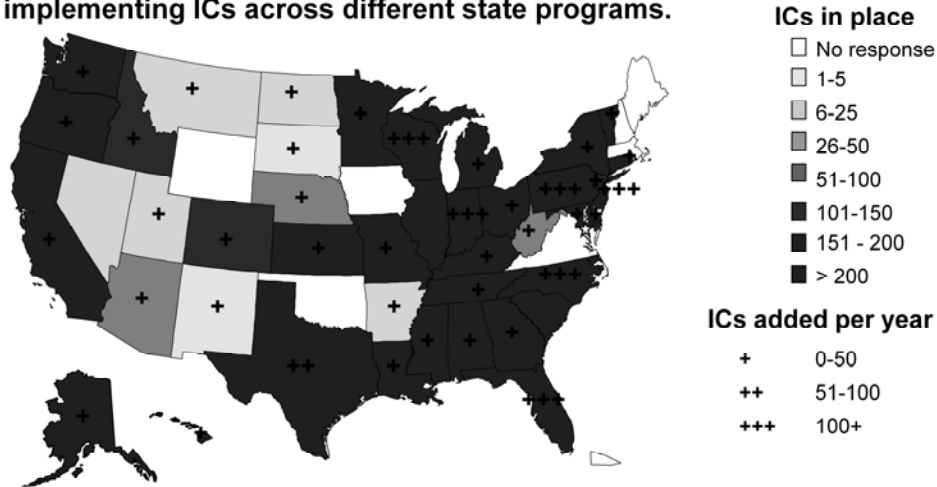 implementing ICs across different state programs.
ICs in place
No response
1-5
6-25
26-50
51-100
101-150
151 - 200
> 200
ICs added per year
+ 0-50
++ 51-100
+++ 100+